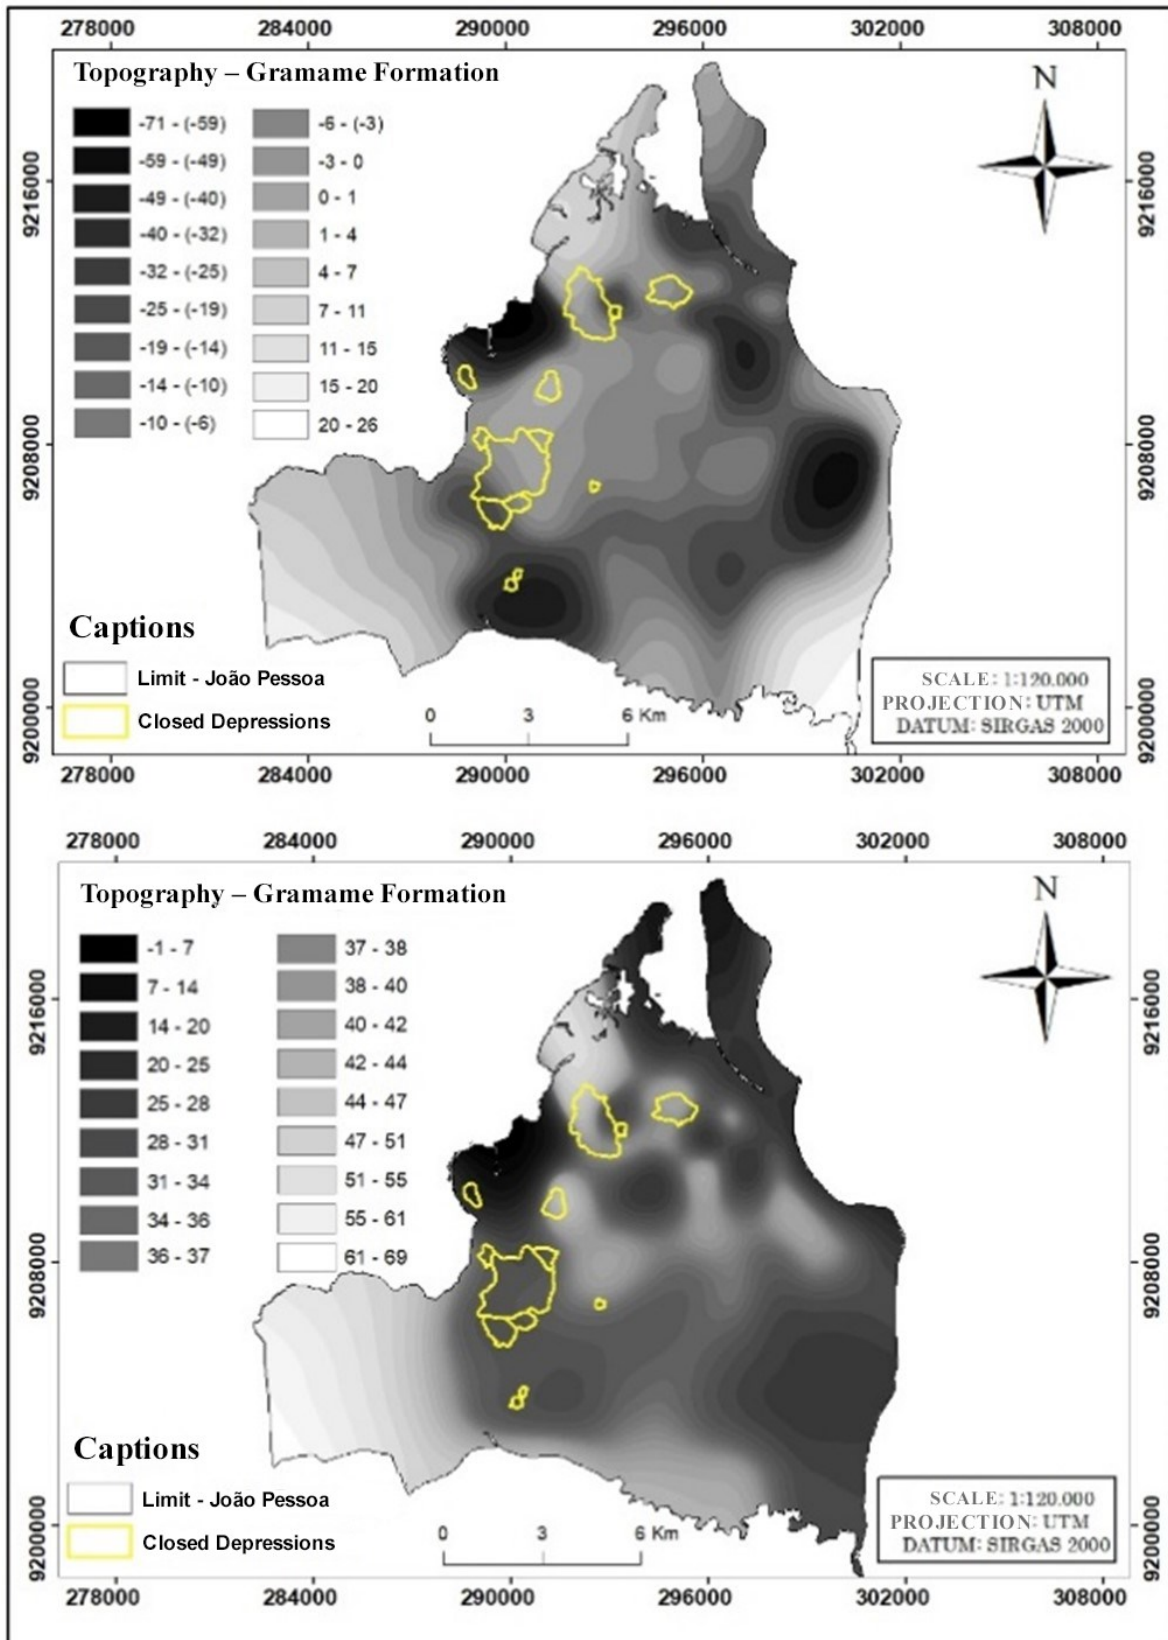 278000 284000 290000 296000 302000 308000
Topography – Gramame Formation
N
-71 - (-59)
-59 - (-49)
-49 - (-40)
-40 - (-32)
-32 - (-25)
-25 - (-19)
-19 - (-14)
-14 - (-10)
-10 - (-6)
-6 - (-3)
-3 - 0
0 - 1
1 - 4
4 - 7
7 - 11
11 - 15
15 - 20
20 - 26
9216000
9208000
9200000
9216000
9208000
9200000
Captions
Limit - João Pessoa
Closed Depressions
0 3 6 Km
SCALE: 1:120.000
PROJECTION: UTM
DATUM: SIRGAS 2000
278000 284000 290000 296000 302000 308000
278000 284000 290000 296000 302000 308000
Topography – Gramame Formation
N
-1 - 7
7 - 14
14 - 20
20 - 25
25 - 28
28 - 31
31 - 34
34 - 36
36 - 37
37 - 38
38 - 40
40 - 42
42 - 44
44 - 47
47 - 51
51 - 55
55 - 61
61 - 69
9216000
9208000
9200000
9216000
9208000
9200000
Captions
Limit - João Pessoa
Closed Depressions
0 3 6 Km
SCALE: 1:120.000
PROJECTION: UTM
DATUM: SIRGAS 2000
278000 284000 290000 296000 302000 308000